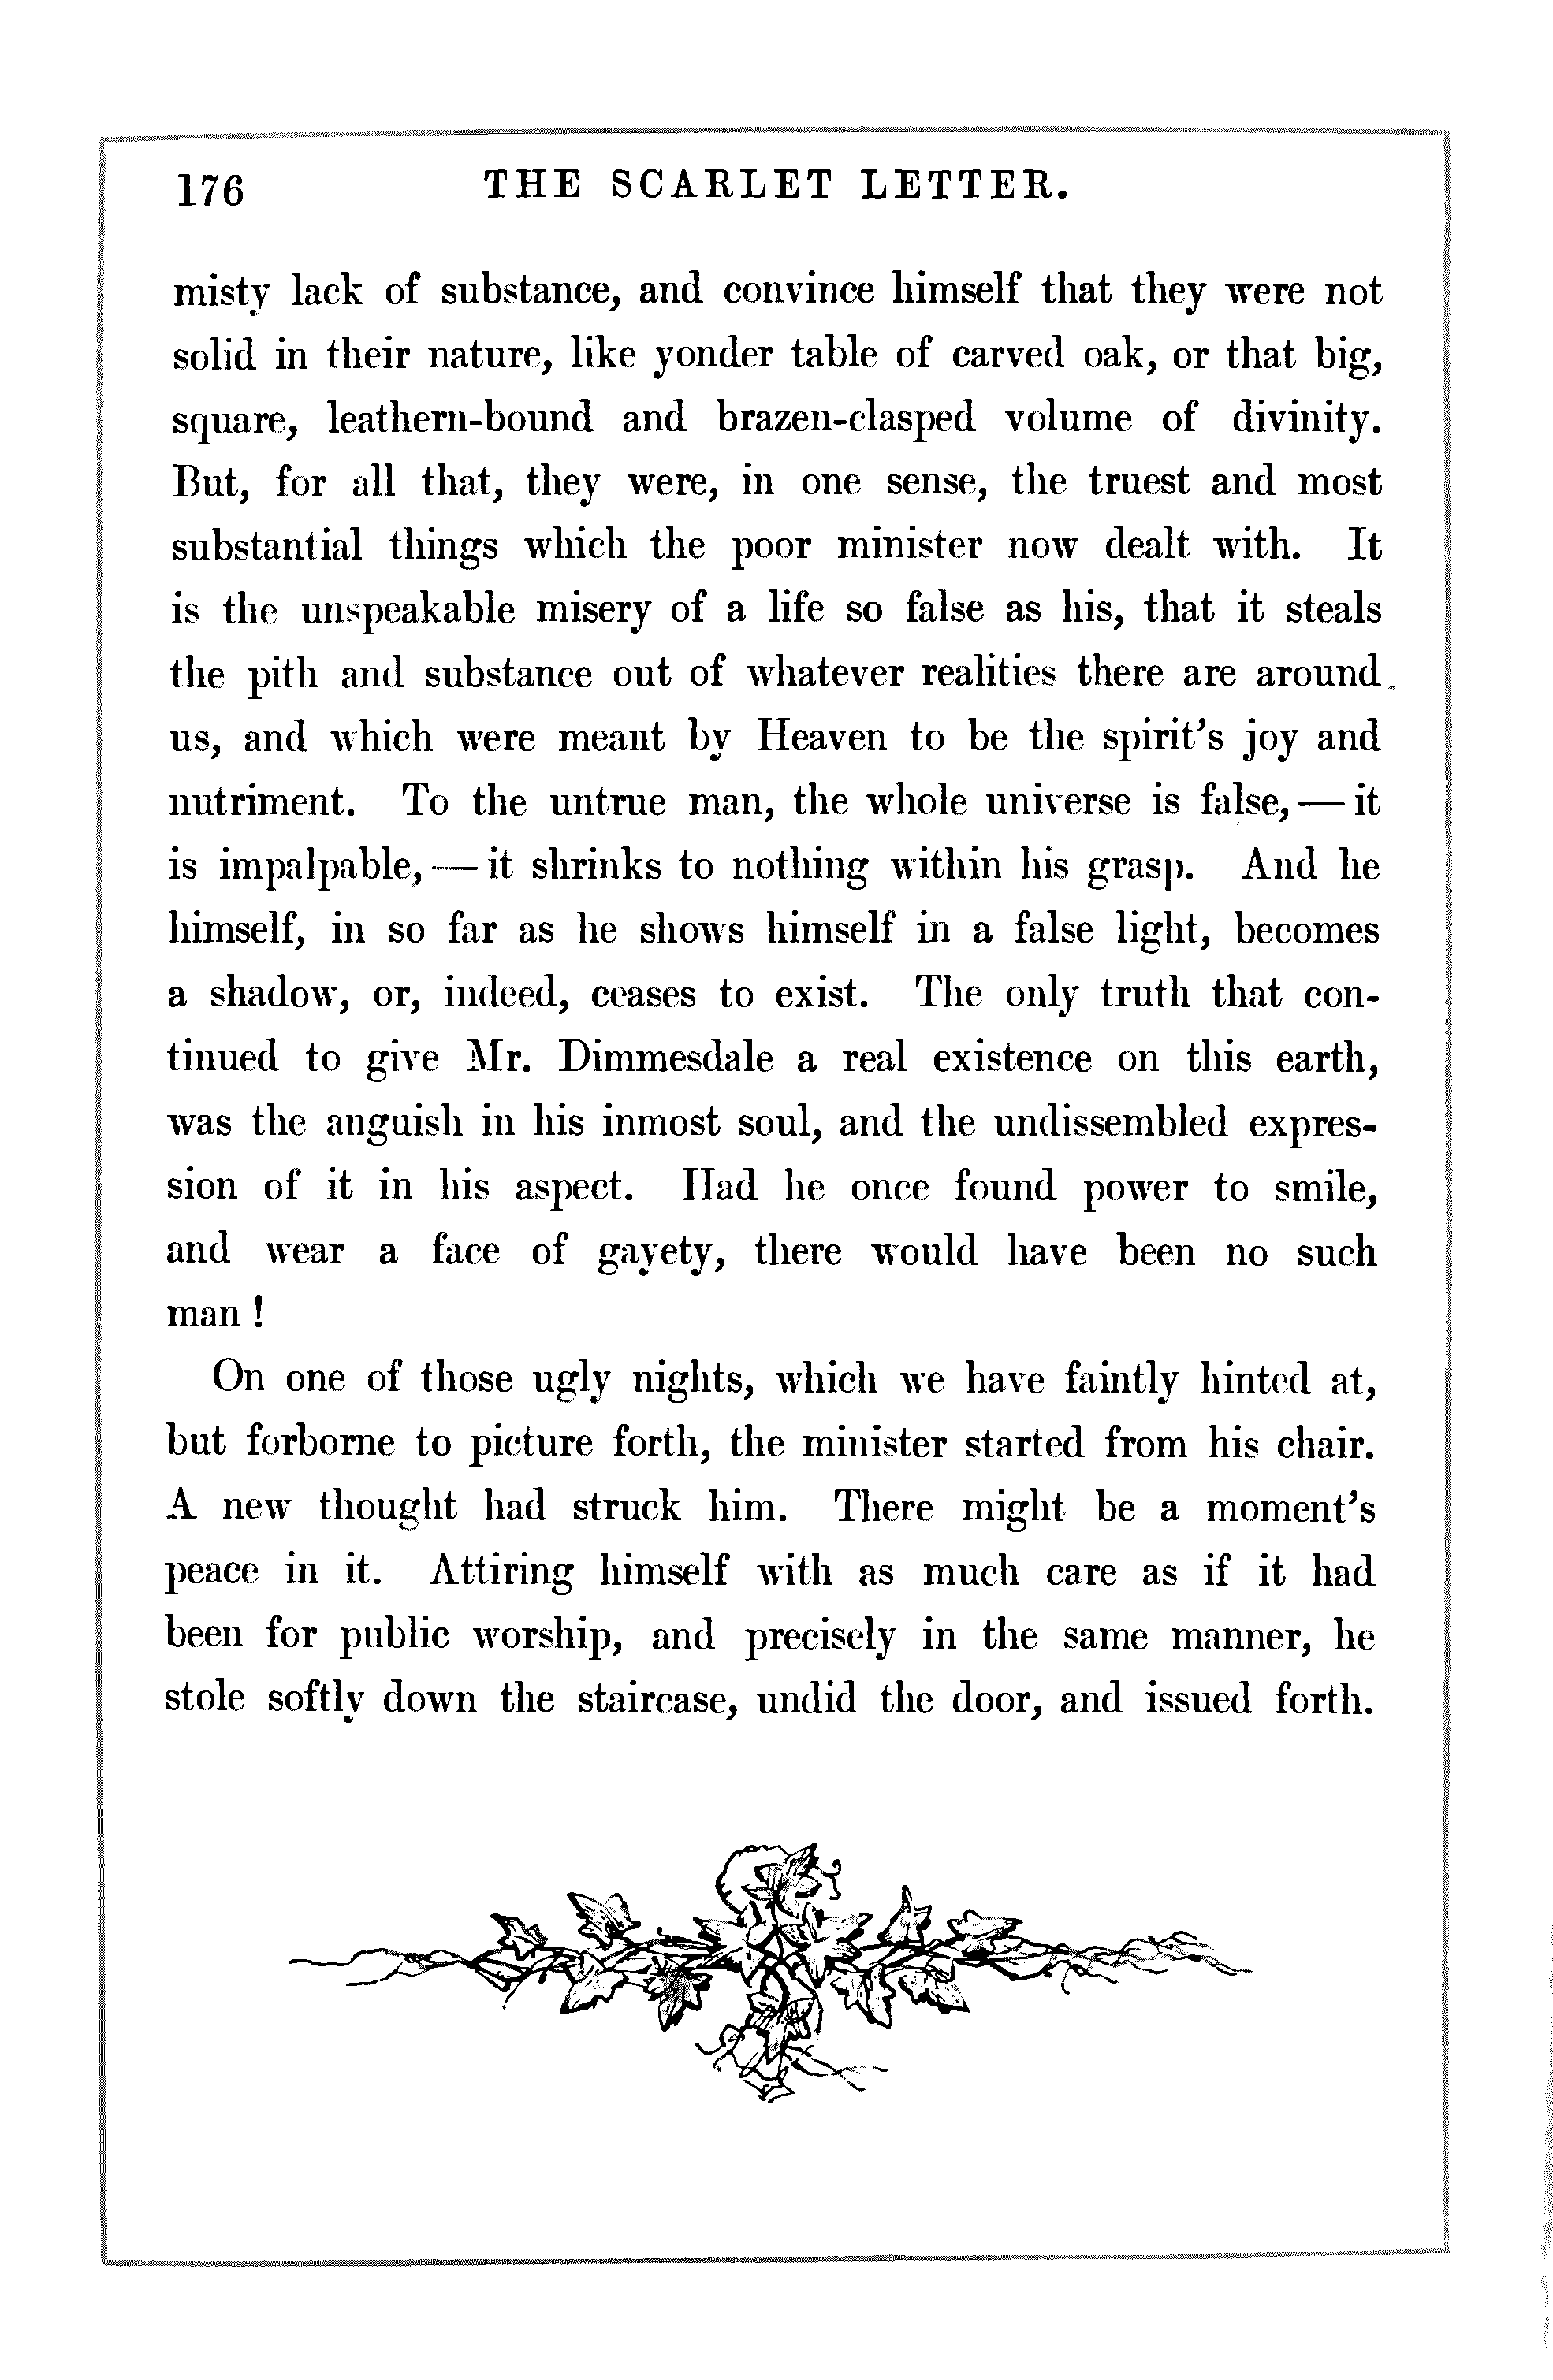 176 THE SCARLET LETTER.
misty lack of substance, and convince himself that they were not
solid in their nature, like yonder table of carved oak, or that big,
square, leathern-bound and brazen-clasped volume of divinity.
But, for all that, they were, in one sense, the truest and most
substantial things which the poor minister now dealt with. It
is the unspeakable misery of a life so false as his, that it steals
the pith and substance out of whatever realities there are around
us, and which were meant by Heaven to be the spirit's joy and
nutriment. To the untrue man, the whole universe is false, — it
is impalpable, — it shrinks to nothing within his grasp. And he
himself, in so far as he shows himself in a false light, becomes
a shadow, or, indeed, ceases to exist. The only truth that con-
tinued to give Mr. Dimmesdale a real existence on this earth,
was the anguish in his inmost soul, and the undissembled expres-
sion of it in his aspect. Had he once found power to smile,
and wear a face of gayety, there would have been no such
man !
On one of those ugly nights, which we have faintly hinted at,
but forborne to picture forth, the minister started from his chair.
A new thought had struck him. There might be a moment's
peace in it. Attiring himself with as much care as if it had
been for public worship, and precisely in the same manner, he
stole softly down the staircase, undid the door, and issued forth.